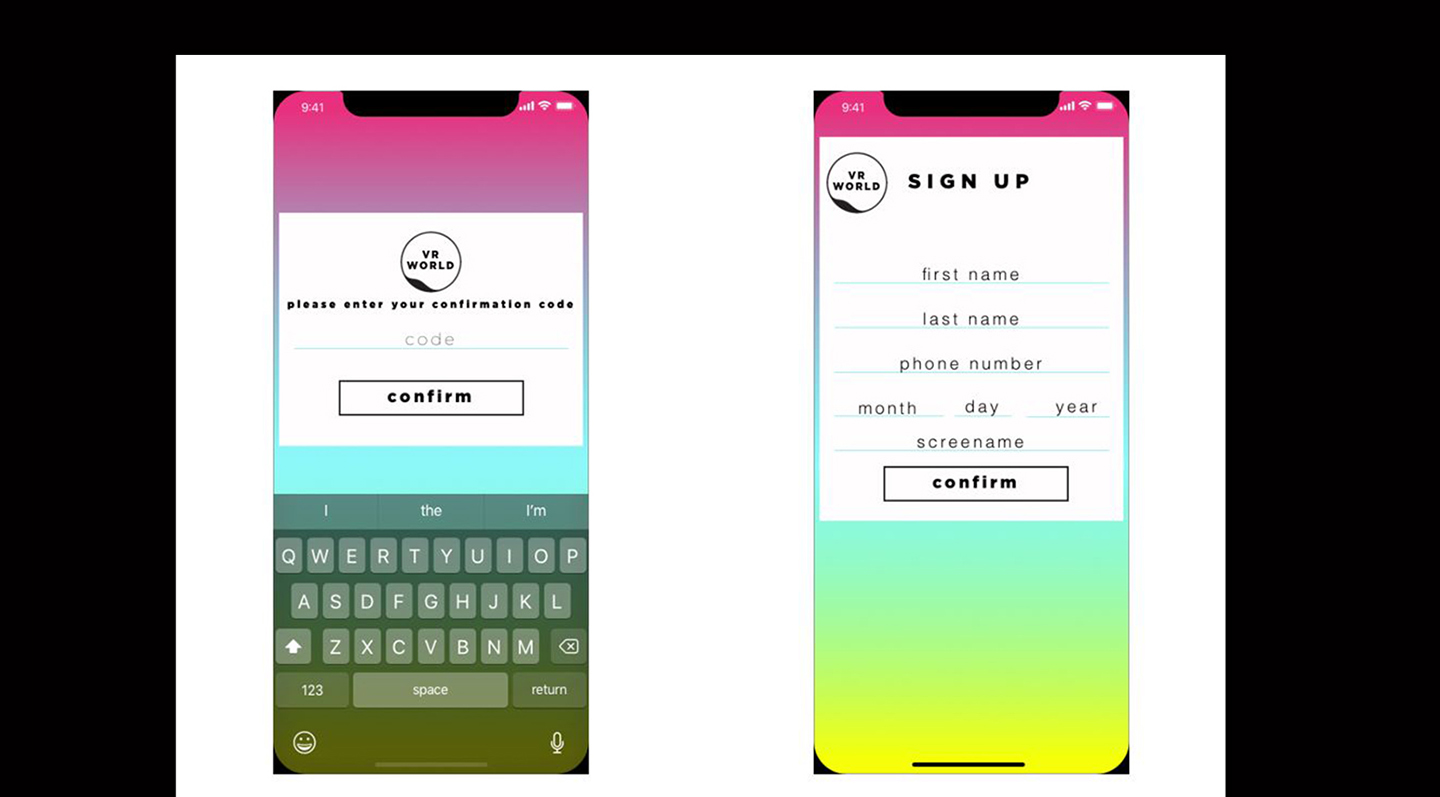 9:41
VR
WORLD
please enter your confirmation code
code
confirm
I the I'm
Q W E R T Y U I O P
A S D F G H J K L
Z X C V B N M
123 space return
9:41
VR
WORLD
SIGN UP
first name
last name
phone number
month day year
screename
confirm